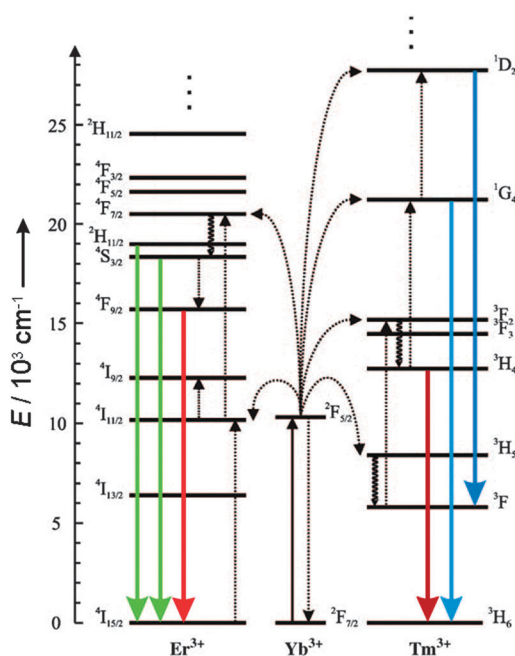 E / 10³ cm⁻¹
25
20
15
10
5
0
²H₁₁/₂
⁴F₃/₂
⁴F₅/₂
⁴F₇/₂
²H₁₁/₂
⁴S₃/₂
⁴F₉/₂
⁴I₉/₂
⁴I₁₁/₂
⁴I₁₃/₂
⁴I₁₅/₂
Er³⁺
²F₅/₂
²F₇/₂
Yb³⁺
¹D₂
¹G₄
³F₂
³F₃
³H₄
³H₅
³F
³H₆
Tm³⁺